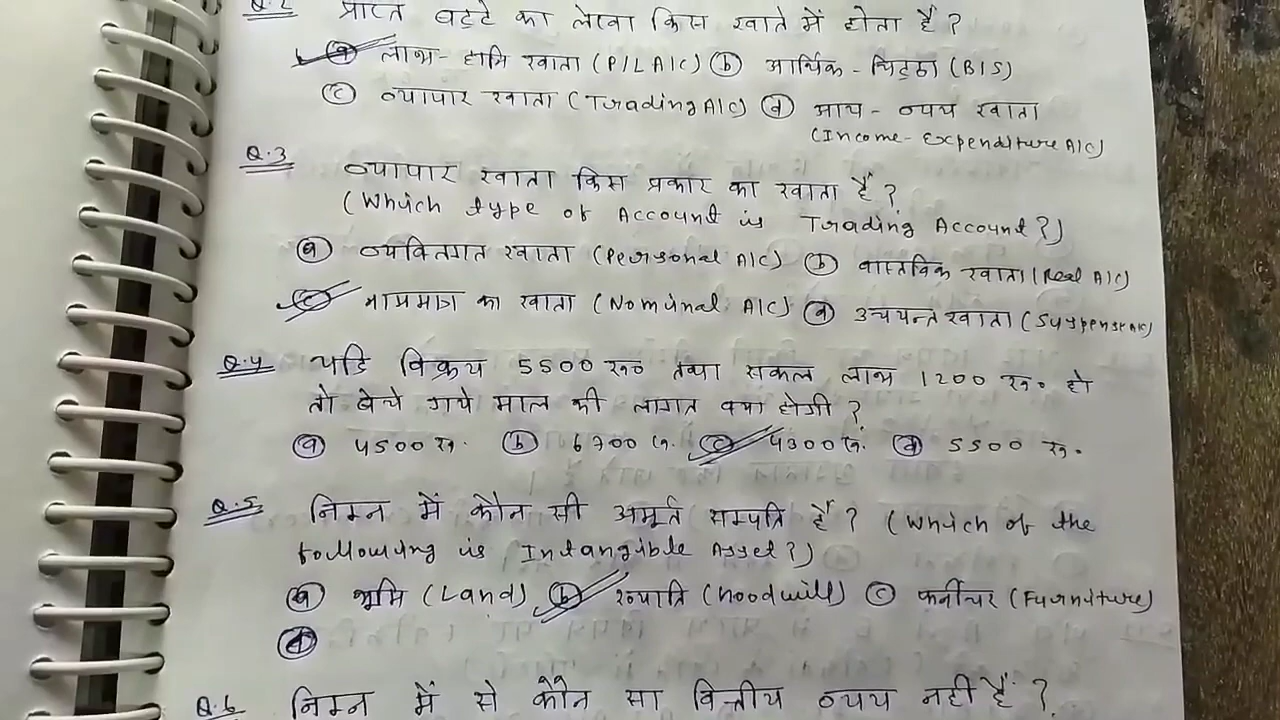 Q.2 प्राप्त बट्टे का लेखा किस खाते में होता है ?
(a) लाभ - हानि खाता (P/L A/C) (b) आर्थिक - चिट्ठा (B/S)
(c) व्यापार खाता (Trading A/C) (d) आय - व्यय खाता
(Income - Expenditure A/C)
Q.3 व्यापार खाता किस प्रकार का खाता है ?
(Which type of Account is Trading Account ?)
(a) व्यक्तिगत खाता (Personal A/C) (b) वास्तविक खाता (Real A/C)
(c) नाममात्र का खाता (Nominal A/C) (d) उचयन्त खाता (Suspense A/C)
Q.4 यदि विक्रय 5500 रु० तथा सकल लाभ 1200 रु० हो
तो बेचे गये माल की लागत क्या होगी ?
(a) 4500 रु. (b) 6700 रु. (c) 4300 रु. (d) 5500 रु.
Q.5 निम्न में कौन सी अमूर्त सम्पत्ति है ? (Which of the
following is Intangible Asset ?)
(a) भूमि (Land) (b) ख्याति (Goodwill) (c) फर्नीचर (Furniture)
(d)
Q.6 निम्न में से कौन सा वित्तीय व्यय नहीं है ?